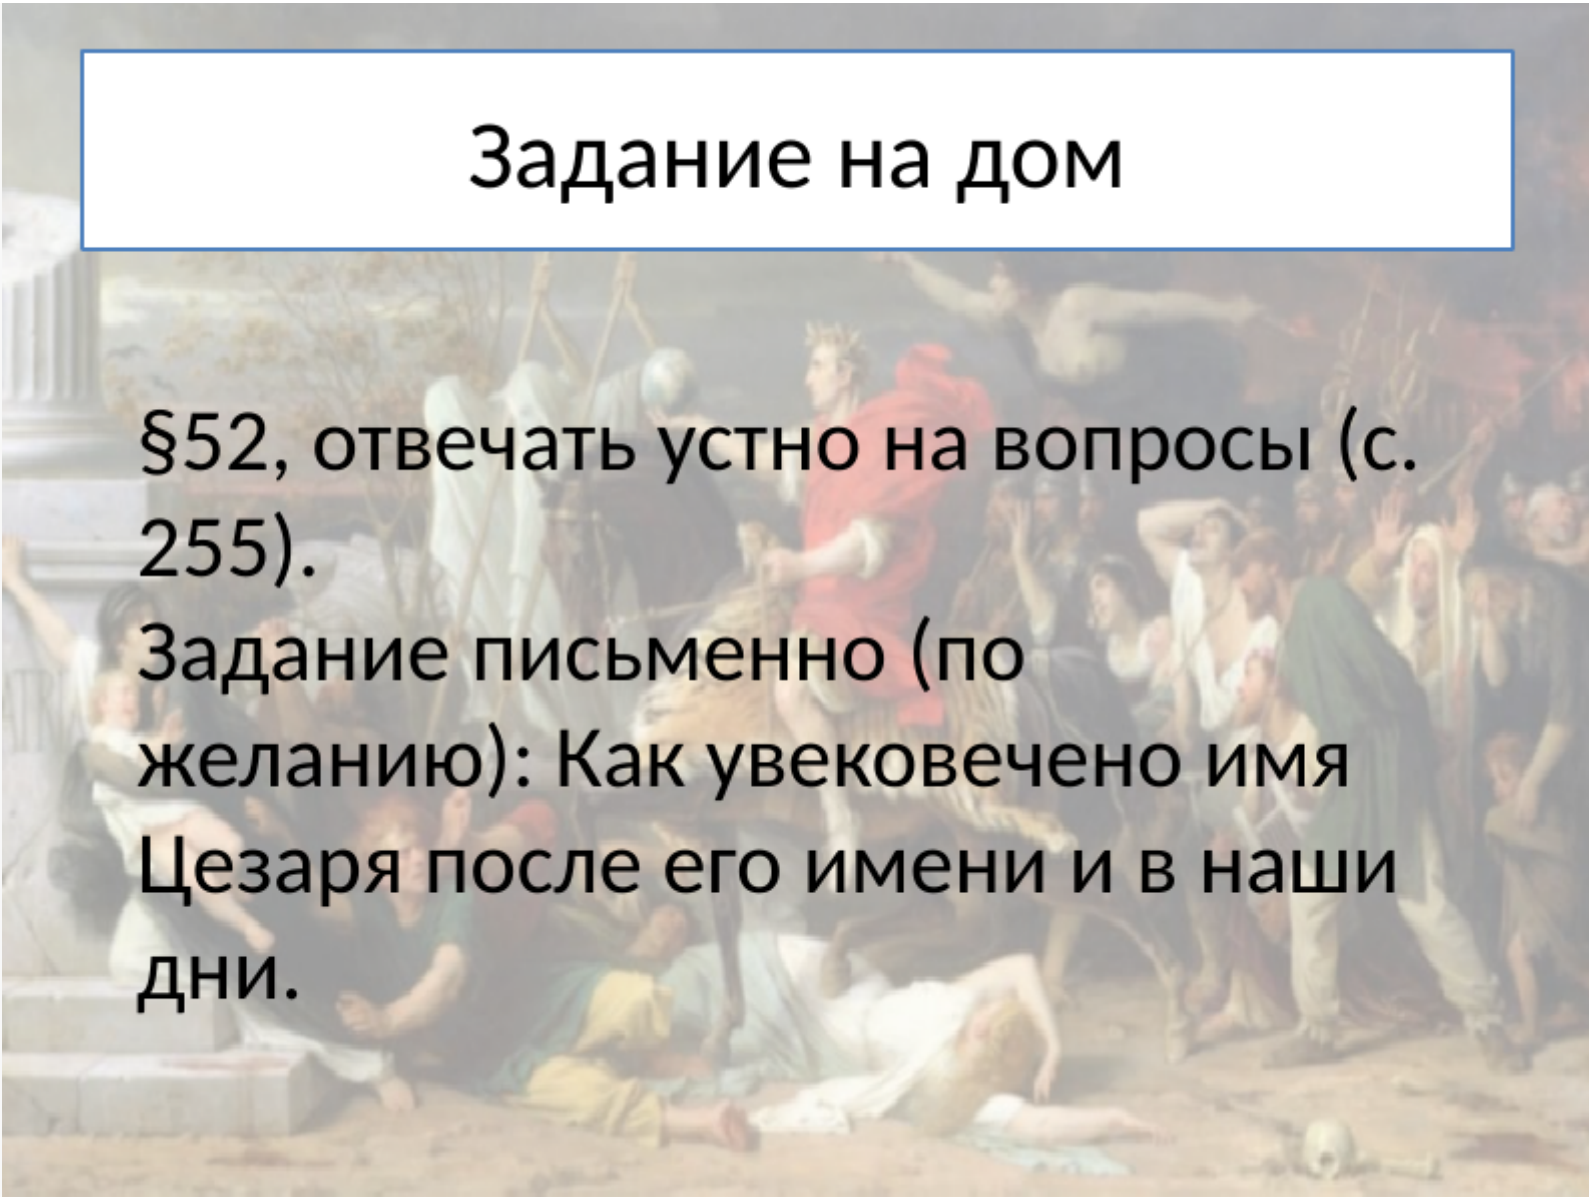 Задание на дом
§52, отвечать устно на вопросы (с.
255).
Задание письменно (по
желанию): Как увековечено имя
Цезаря после его имени и в наши
дни.